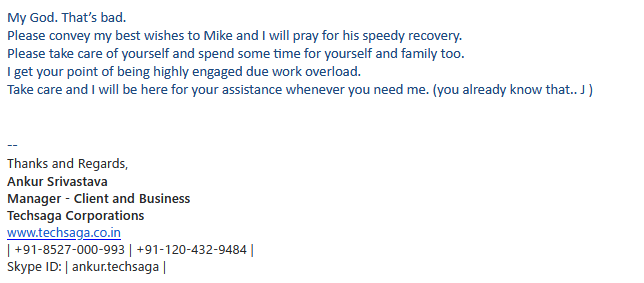 My God. That's bad.
Please convey my best wishes to Mike and I will pray for his speedy recovery.
Please take care of yourself and spend some time for yourself and family too.
I get your point of being highly engaged due work overload.
Take care and I will be here for your assistance whenever you need me. (you already know that.. J )
--
Thanks and Regards,
Ankur Srivastava
Manager - Client and Business
Techsaga Corporations
www.techsaga.co.in
| +91-8527-000-993 | +91-120-432-9484 |
Skype ID: | ankur.techsaga |